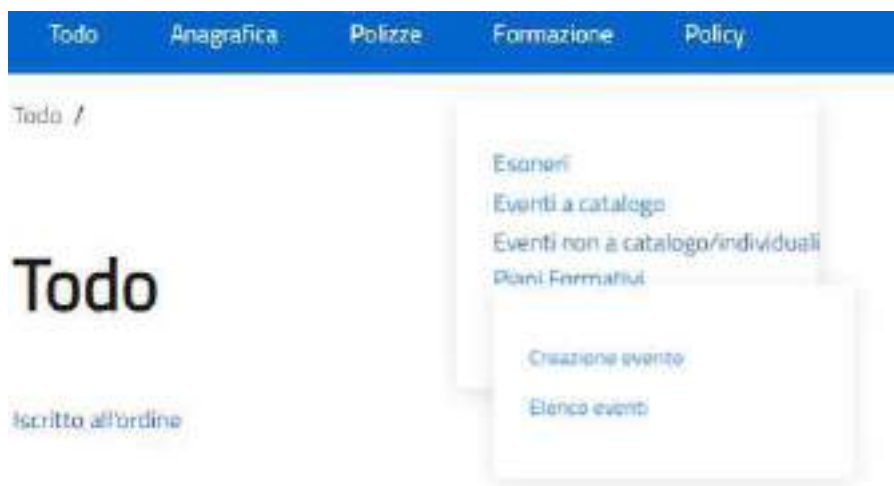 Todo Anagrafica Polizze Formazione Policy
Todo /
Esoneri
Eventi a catalogo
Eventi non a catalogo/individuali
Piani Formativi
Todo
Creazione evento
Elenco eventi
Iscritto all'ordine